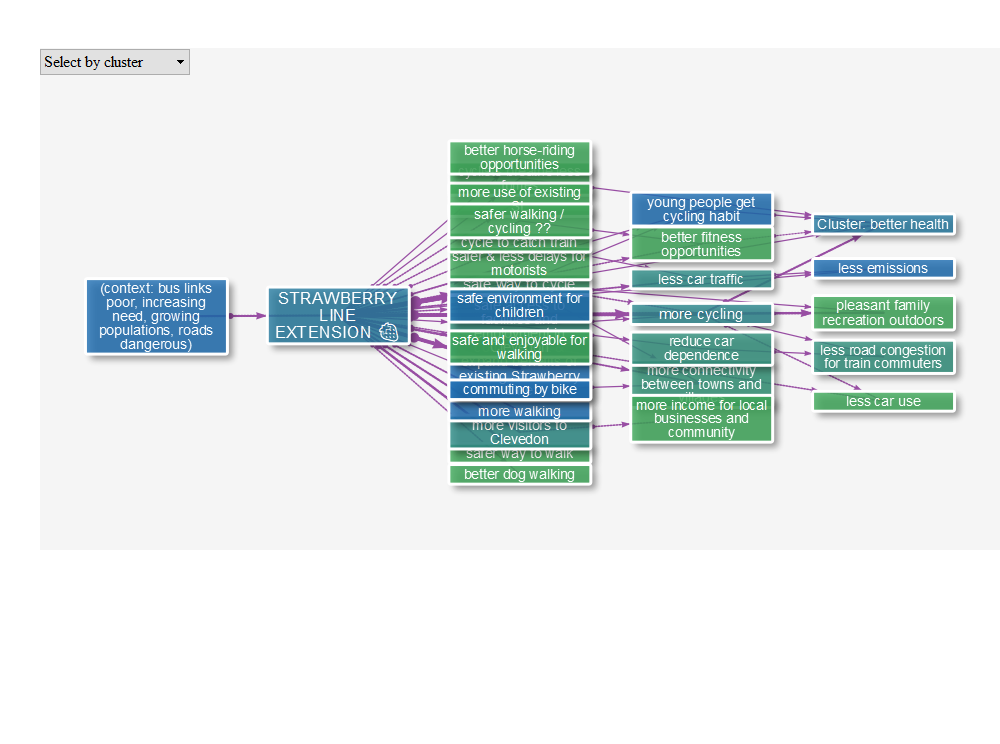 Select by cluster
(context: bus links
poor, increasing
need, growing
populations, roads
dangerous)
STRAWBERRY
LINE
EXTENSION
better horse-riding
opportunities
more use of existing
safer walking /
cycling ??
cycle to catch train
safer & less delays for
motorists
safe way to cycle
safe environment for
children
safe and enjoyable for
walking
existing Strawberry
commuting by bike
more walking
more visitors to
Clevedon
safer way to walk
better dog walking
young people get
cycling habit
better fitness
opportunities
less car traffic
more cycling
reduce car
dependence
more connectivity
between towns and
more income for local
businesses and
community
Cluster: better health
less emissions
pleasant family
recreation outdoors
less road congestion
for train commuters
less car use